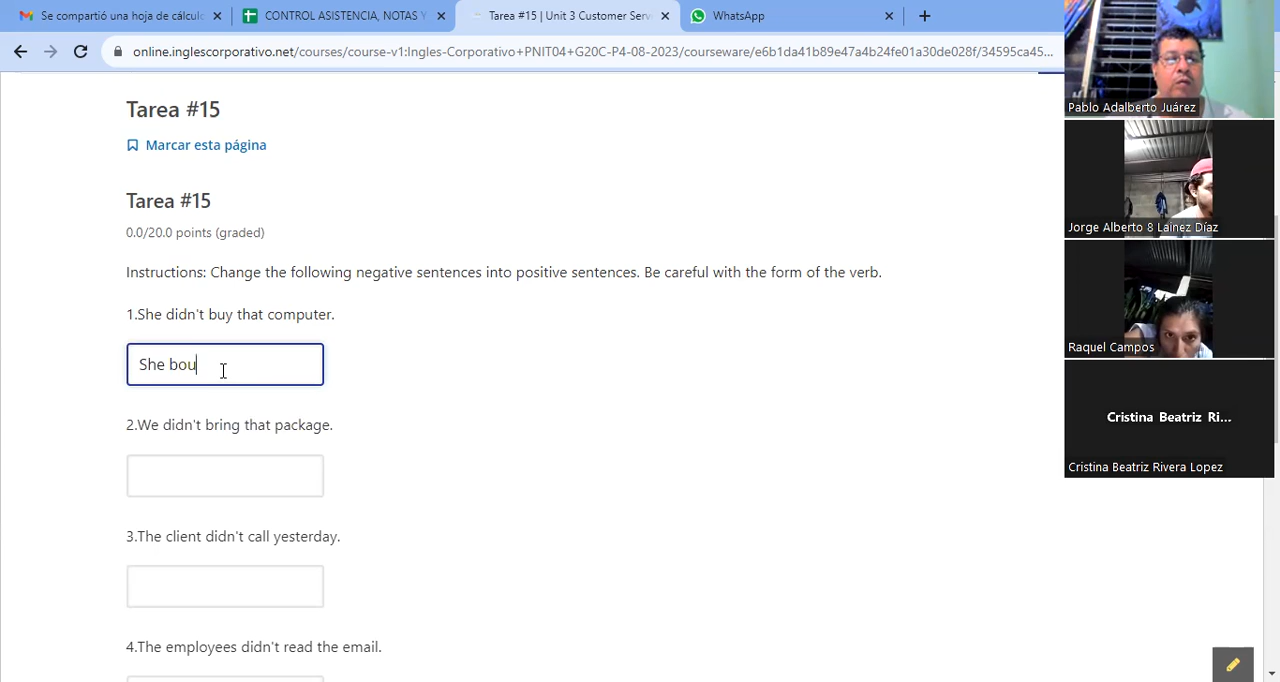 Se compartió una hoja de cálculo
CONTROL ASISTENCIA, NOTAS Y
Tarea #15 | Unit 3 Customer Serv
WhatsApp
online.inglescorporativo.net/courses/course-v1:Ingles-Corporativo+PNIT04+G20C-P4-08-2023/courseware/e6b1da41b89e47a4b24fe01a30de028f/34595ca45...
Tarea #15
Marcar esta página
Tarea #15
0.0/20.0 points (graded)
Instructions: Change the following negative sentences into positive sentences. Be careful with the form of the verb.
1.She didn't buy that computer.
She bou
2.We didn't bring that package.
3.The client didn't call yesterday.
4.The employees didn't read the email.
Pablo Adalberto Juárez
Jorge Alberto 8 Lainez Díaz
Raquel Campos
Cristina Beatriz Ri...
Cristina Beatriz Rivera Lopez